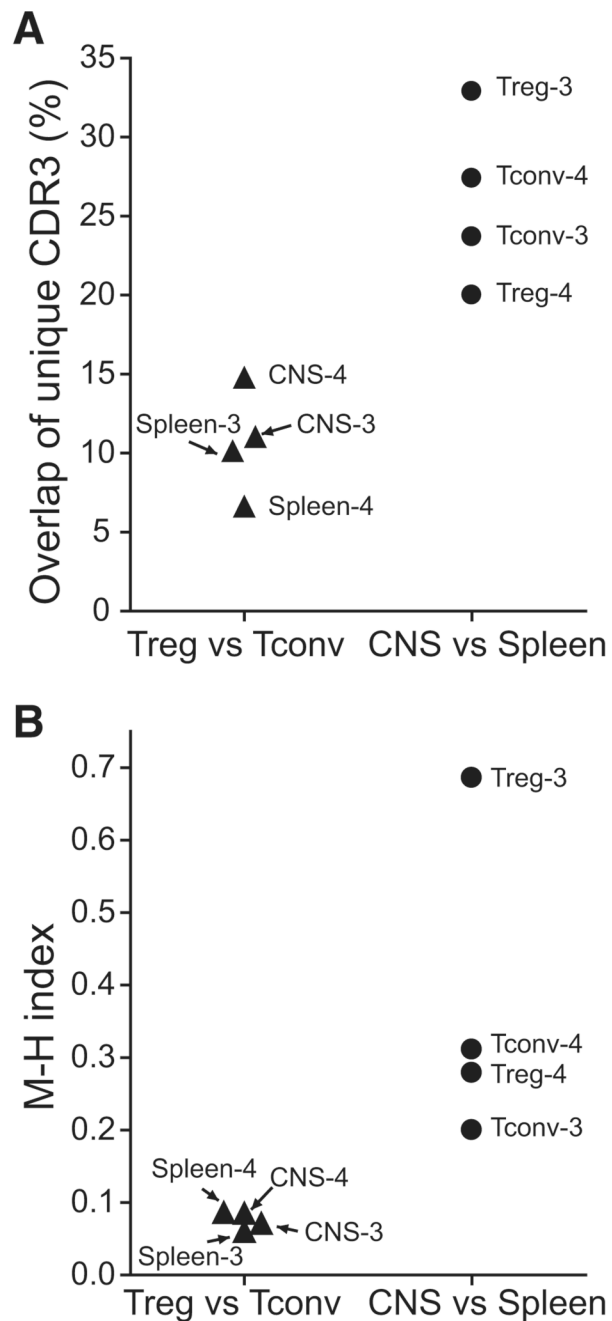 A
Overlap of unique CDR3 (%)
35
30
25
20
15
10
5
0
Treg-3
Tconv-4
Tconv-3
Treg-4
CNS-4
Spleen-3
CNS-3
Spleen-4
Treg vs Tconv
CNS vs Spleen
B
M-H index
0.7
0.6
0.5
0.4
0.3
0.2
0.1
0.0
Treg-3
Tconv-4
Treg-4
Tconv-3
Spleen-4
CNS-4
CNS-3
Spleen-3
Treg vs Tconv
CNS vs Spleen